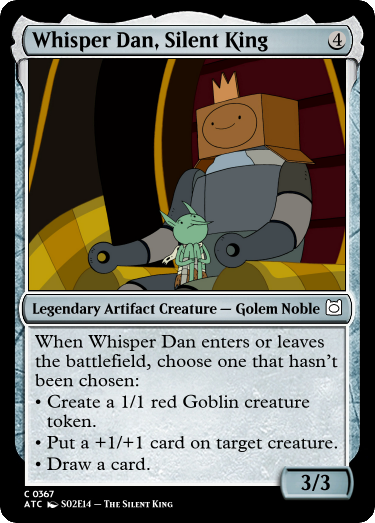 Whisper Dan, Silent King 4
Legendary Artifact Creature — Golem Noble
When Whisper Dan enters or leaves
the battlefield, choose one that hasn't
been chosen:
• Create a 1/1 red Goblin creature
token.
• Put a +1/+1 card on target creature.
• Draw a card.
3/3
C 0367
ATC S02E14 — The Silent King